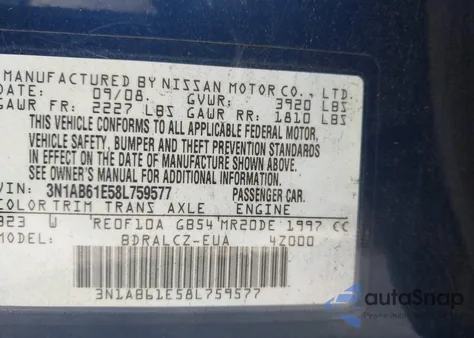 MANUFACTURED BY NISSAN MOTOR CO., LTD.
DATE: 09/08 GVWR: 3920 LBS
GAWR FR: 2227 LBS GAWR RR: 1810 LBS
THIS VEHICLE CONFORMS TO ALL APPLICABLE FEDERAL MOTOR
VEHICLE SAFETY, BUMPER AND THEFT PREVENTION STANDARDS
IN EFFECT ON THE DATE OF MANUFACTURE SHOWN ABOVE.
SEE OWNER'S MANUAL FOR MAXIMUM LOAD AND
VIN: 3N1AB61E58L759577 PASSENGER CAR.
COLOR TRIM TRANS AXLE ENGINE
B23 W RE0F10A GB54 MR20DE 1997 CC
BDRALCZ-EUA 4Z000
3N1AB61E58L759577
autoSnap